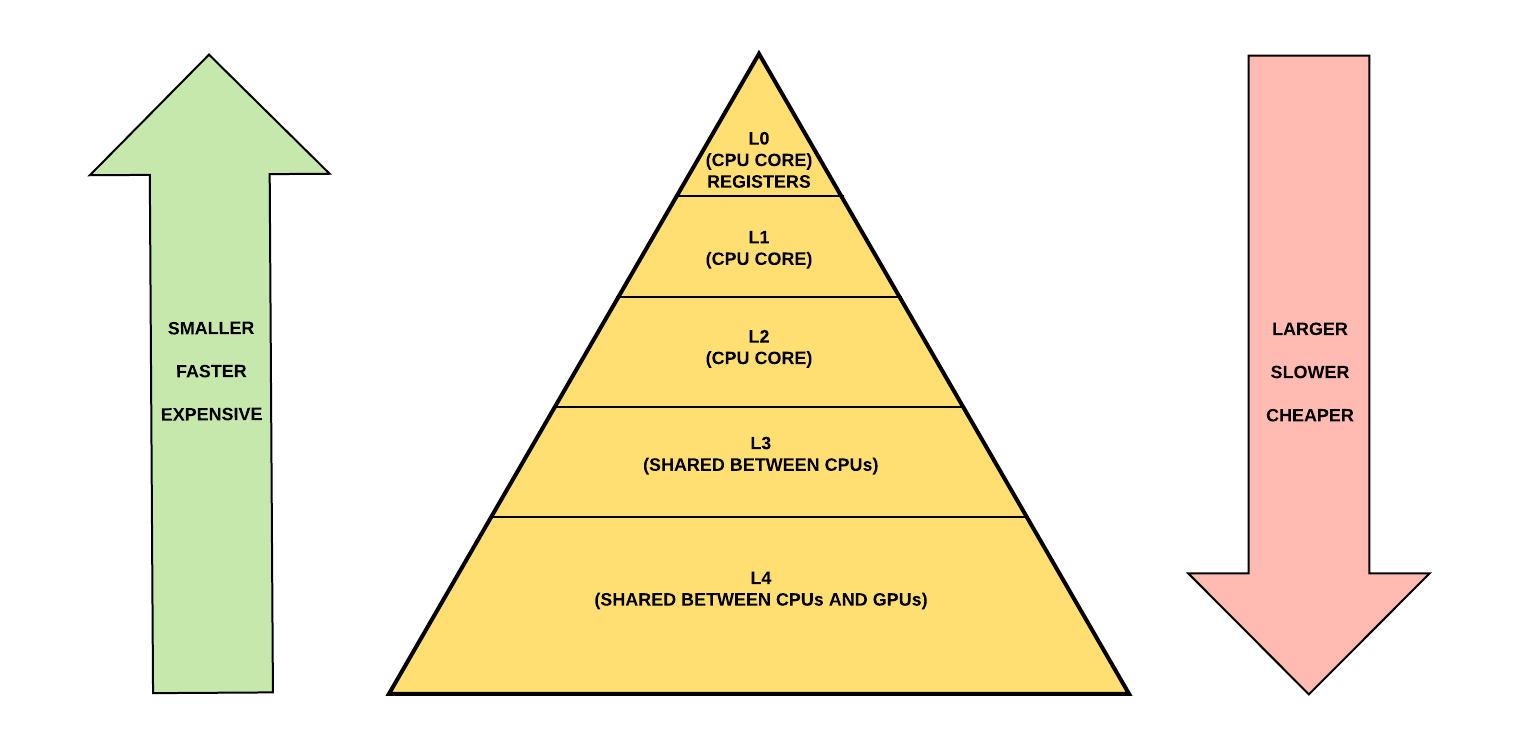 L0
(CPU CORE)
REGISTERS
L1
(CPU CORE)
L2
(CPU CORE)
SMALLER
FASTER
EXPENSIVE
LARGER
SLOWER
CHEAPER
L3
(SHARED BETWEEN CPUs)
L4
(SHARED BETWEEN CPUs AND GPUs)